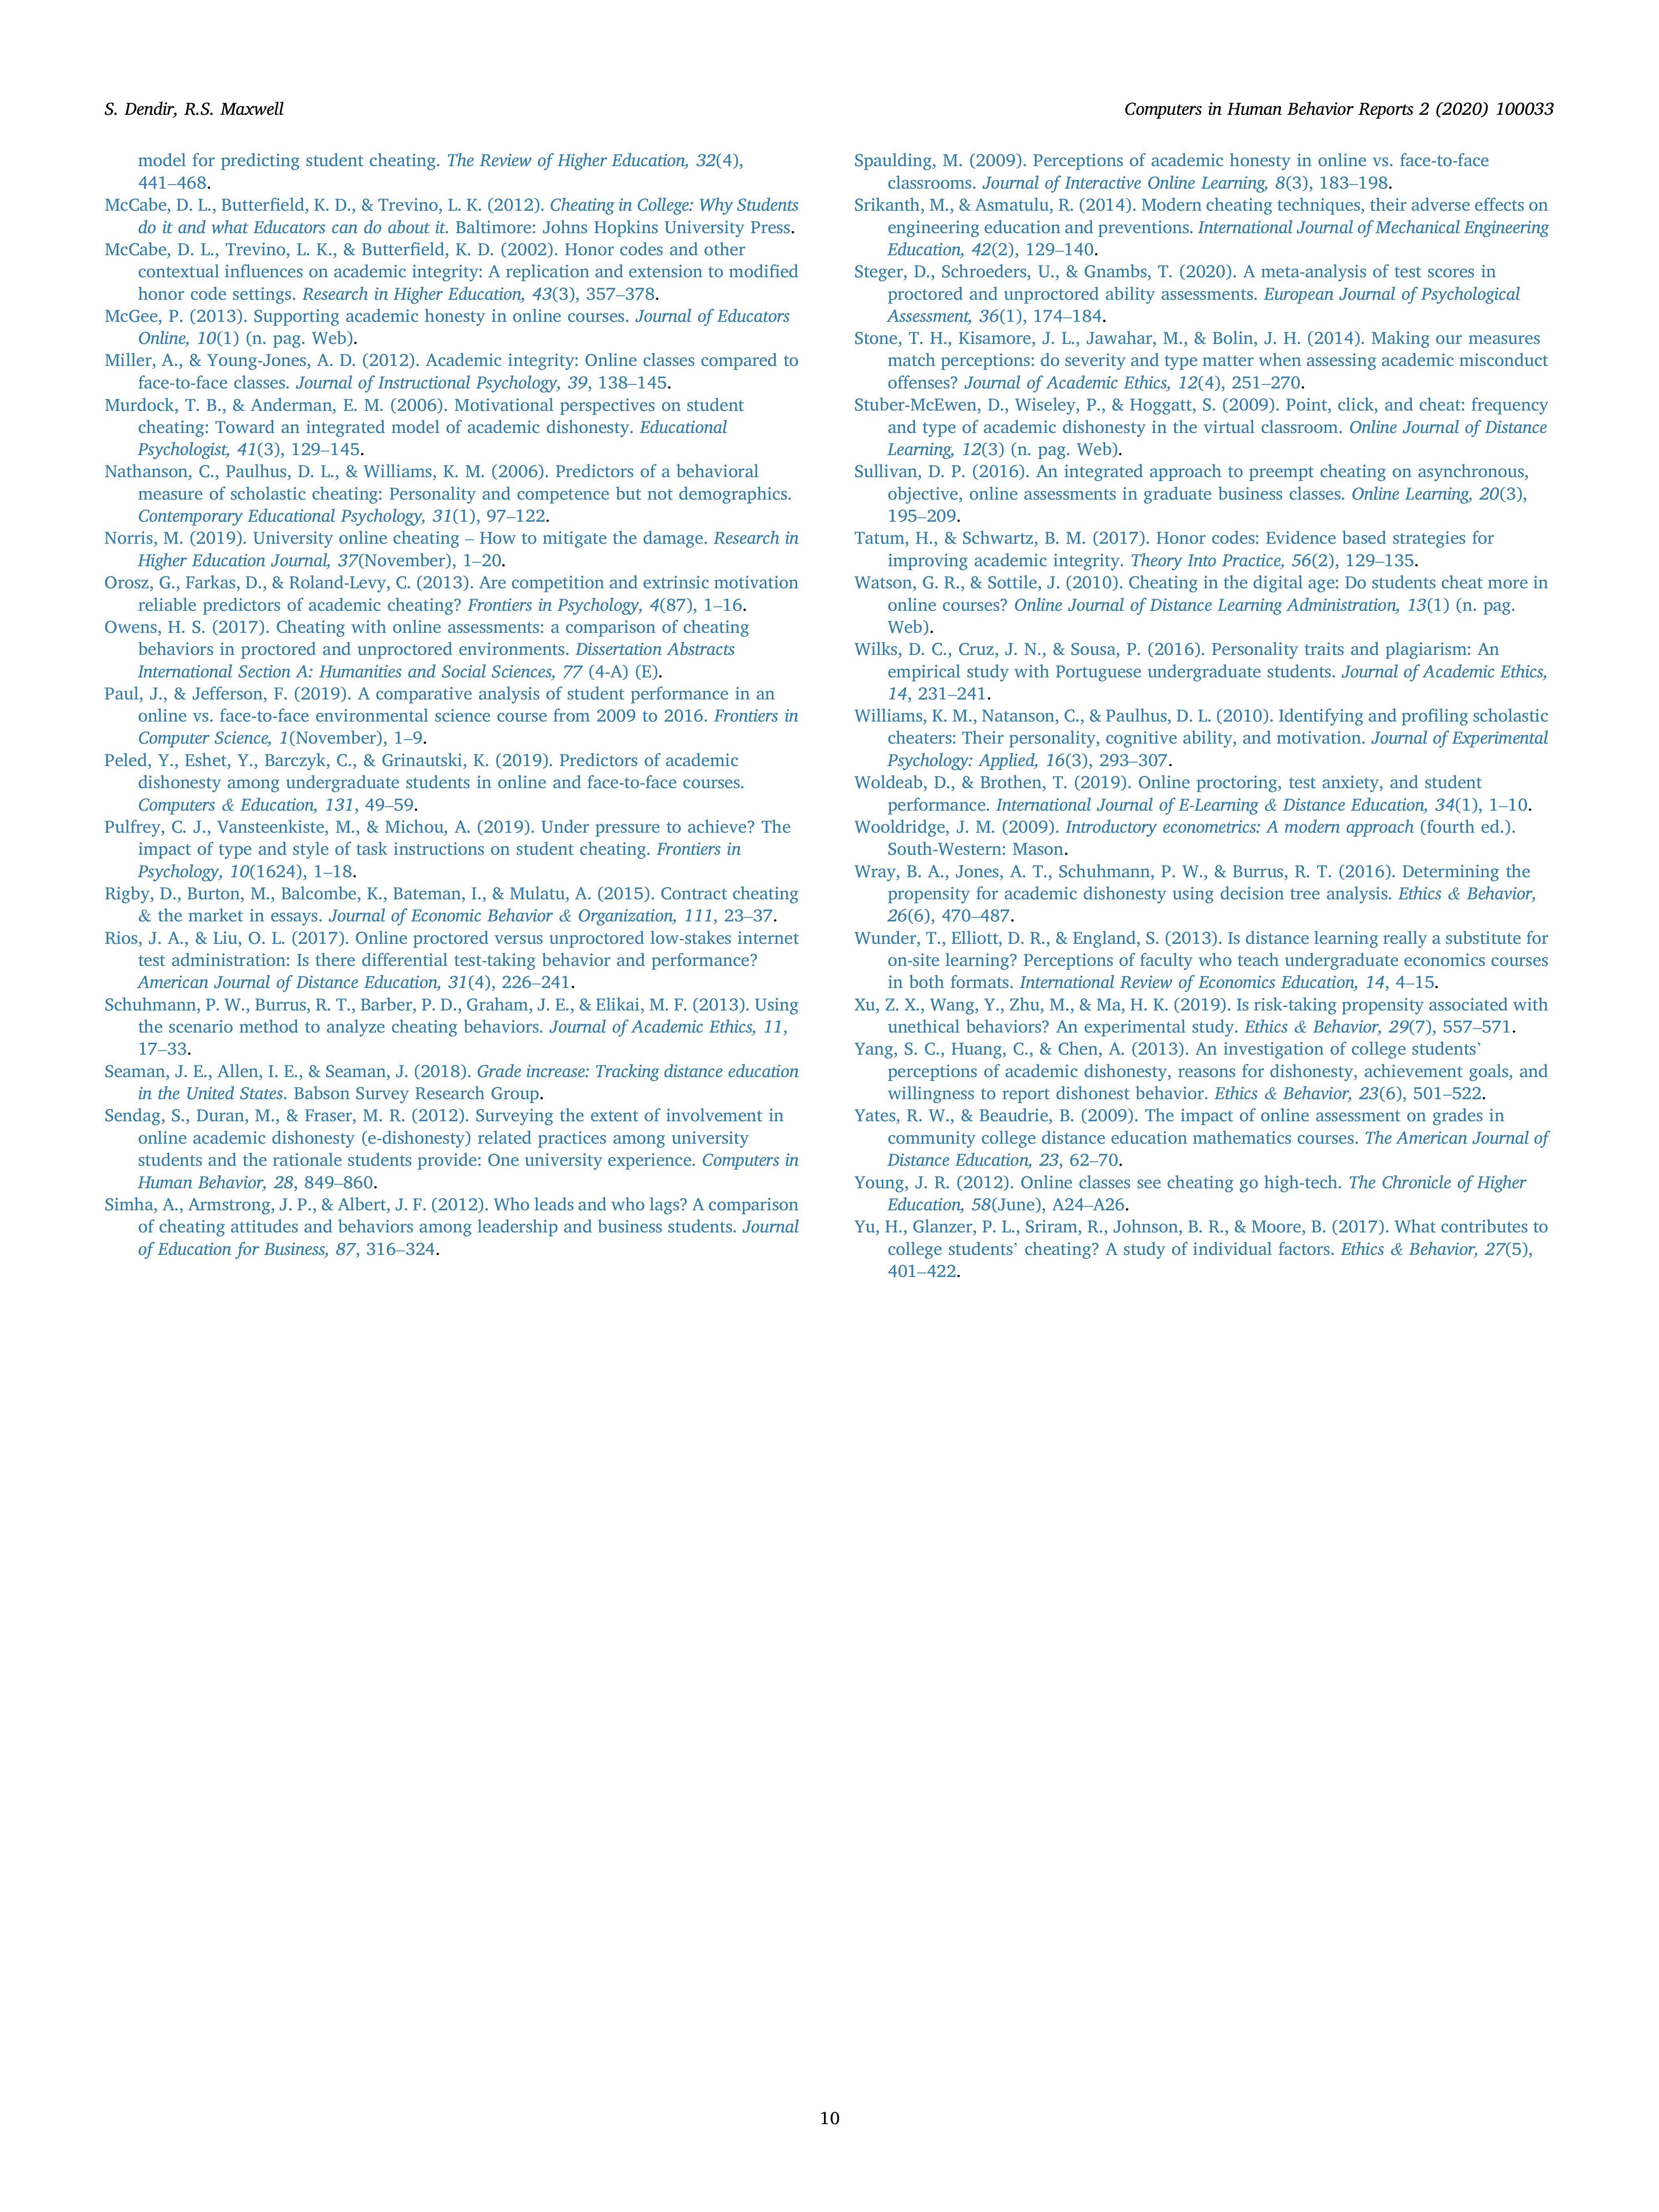 S. Dendir, R.S. Maxwell
Computers in Human Behavior Reports 2 (2020) 100033
model for predicting student cheating. The Review of Higher Education, 32(4),
441–468.
McCabe, D. L., Butterfield, K. D., & Trevino, L. K. (2012). Cheating in College: Why Students
do it and what Educators can do about it. Baltimore: Johns Hopkins University Press.
McCabe, D. L., Trevino, L. K., & Butterfield, K. D. (2002). Honor codes and other
contextual influences on academic integrity: A replication and extension to modified
honor code settings. Research in Higher Education, 43(3), 357–378.
McGee, P. (2013). Supporting academic honesty in online courses. Journal of Educators
Online, 10(1) (n. pag. Web).
Miller, A., & Young-Jones, A. D. (2012). Academic integrity: Online classes compared to
face-to-face classes. Journal of Instructional Psychology, 39, 138–145.
Murdock, T. B., & Anderman, E. M. (2006). Motivational perspectives on student
cheating: Toward an integrated model of academic dishonesty. Educational
Psychologist, 41(3), 129–145.
Nathanson, C., Paulhus, D. L., & Williams, K. M. (2006). Predictors of a behavioral
measure of scholastic cheating: Personality and competence but not demographics.
Contemporary Educational Psychology, 31(1), 97–122.
Norris, M. (2019). University online cheating – How to mitigate the damage. Research in
Higher Education Journal, 37(November), 1–20.
Orosz, G., Farkas, D., & Roland-Levy, C. (2013). Are competition and extrinsic motivation
reliable predictors of academic cheating? Frontiers in Psychology, 4(87), 1–16.
Owens, H. S. (2017). Cheating with online assessments: a comparison of cheating
behaviors in proctored and unproctored environments. Dissertation Abstracts
International Section A: Humanities and Social Sciences, 77 (4-A) (E).
Paul, J., & Jefferson, F. (2019). A comparative analysis of student performance in an
online vs. face-to-face environmental science course from 2009 to 2016. Frontiers in
Computer Science, 1(November), 1–9.
Peled, Y., Eshet, Y., Barczyk, C., & Grinautski, K. (2019). Predictors of academic
dishonesty among undergraduate students in online and face-to-face courses.
Computers & Education, 131, 49–59.
Pulfrey, C. J., Vansteenkiste, M., & Michou, A. (2019). Under pressure to achieve? The
impact of type and style of task instructions on student cheating. Frontiers in
Psychology, 10(1624), 1–18.
Rigby, D., Burton, M., Balcombe, K., Bateman, I., & Mulatu, A. (2015). Contract cheating
& the market in essays. Journal of Economic Behavior & Organization, 111, 23–37.
Rios, J. A., & Liu, O. L. (2017). Online proctored versus unproctored low-stakes internet
test administration: Is there differential test-taking behavior and performance?
American Journal of Distance Education, 31(4), 226–241.
Schuhmann, P. W., Burrus, R. T., Barber, P. D., Graham, J. E., & Elikai, M. F. (2013). Using
the scenario method to analyze cheating behaviors. Journal of Academic Ethics, 11,
17–33.
Seaman, J. E., Allen, I. E., & Seaman, J. (2018). Grade increase: Tracking distance education
in the United States. Babson Survey Research Group.
Sendag, S., Duran, M., & Fraser, M. R. (2012). Surveying the extent of involvement in
online academic dishonesty (e-dishonesty) related practices among university
students and the rationale students provide: One university experience. Computers in
Human Behavior, 28, 849–860.
Simha, A., Armstrong, J. P., & Albert, J. F. (2012). Who leads and who lags? A comparison
of cheating attitudes and behaviors among leadership and business students. Journal
of Education for Business, 87, 316–324.
Spaulding, M. (2009). Perceptions of academic honesty in online vs. face-to-face
classrooms. Journal of Interactive Online Learning, 8(3), 183–198.
Srikanth, M., & Asmatulu, R. (2014). Modern cheating techniques, their adverse effects on
engineering education and preventions. International Journal of Mechanical Engineering
Education, 42(2), 129–140.
Steger, D., Schroeders, U., & Gnambs, T. (2020). A meta-analysis of test scores in
proctored and unproctored ability assessments. European Journal of Psychological
Assessment, 36(1), 174–184.
Stone, T. H., Kisamore, J. L., Jawahar, M., & Bolin, J. H. (2014). Making our measures
match perceptions: do severity and type matter when assessing academic misconduct
offenses? Journal of Academic Ethics, 12(4), 251–270.
Stuber-McEwen, D., Wiseley, P., & Hoggatt, S. (2009). Point, click, and cheat: frequency
and type of academic dishonesty in the virtual classroom. Online Journal of Distance
Learning, 12(3) (n. pag. Web).
Sullivan, D. P. (2016). An integrated approach to preempt cheating on asynchronous,
objective, online assessments in graduate business classes. Online Learning, 20(3),
195–209.
Tatum, H., & Schwartz, B. M. (2017). Honor codes: Evidence based strategies for
improving academic integrity. Theory Into Practice, 56(2), 129–135.
Watson, G. R., & Sottile, J. (2010). Cheating in the digital age: Do students cheat more in
online courses? Online Journal of Distance Learning Administration, 13(1) (n. pag.
Web).
Wilks, D. C., Cruz, J. N., & Sousa, P. (2016). Personality traits and plagiarism: An
empirical study with Portuguese undergraduate students. Journal of Academic Ethics,
14, 231–241.
Williams, K. M., Natanson, C., & Paulhus, D. L. (2010). Identifying and profiling scholastic
cheaters: Their personality, cognitive ability, and motivation. Journal of Experimental
Psychology: Applied, 16(3), 293–307.
Woldeab, D., & Brothen, T. (2019). Online proctoring, test anxiety, and student
performance. International Journal of E-Learning & Distance Education, 34(1), 1–10.
Wooldridge, J. M. (2009). Introductory econometrics: A modern approach (fourth ed.).
South-Western: Mason.
Wray, B. A., Jones, A. T., Schuhmann, P. W., & Burrus, R. T. (2016). Determining the
propensity for academic dishonesty using decision tree analysis. Ethics & Behavior,
26(6), 470–487.
Wunder, T., Elliott, D. R., & England, S. (2013). Is distance learning really a substitute for
on-site learning? Perceptions of faculty who teach undergraduate economics courses
in both formats. International Review of Economics Education, 14, 4–15.
Xu, Z. X., Wang, Y., Zhu, M., & Ma, H. K. (2019). Is risk-taking propensity associated with
unethical behaviors? An experimental study. Ethics & Behavior, 29(7), 557–571.
Yang, S. C., Huang, C., & Chen, A. (2013). An investigation of college students’
perceptions of academic dishonesty, reasons for dishonesty, achievement goals, and
willingness to report dishonest behavior. Ethics & Behavior, 23(6), 501–522.
Yates, R. W., & Beaudrie, B. (2009). The impact of online assessment on grades in
community college distance education mathematics courses. The American Journal of
Distance Education, 23, 62–70.
Young, J. R. (2012). Online classes see cheating go high-tech. The Chronicle of Higher
Education, 58(June), A24–A26.
Yu, H., Glanzer, P. L., Sriram, R., Johnson, B. R., & Moore, B. (2017). What contributes to
college students’ cheating? A study of individual factors. Ethics & Behavior, 27(5),
401–422.
10